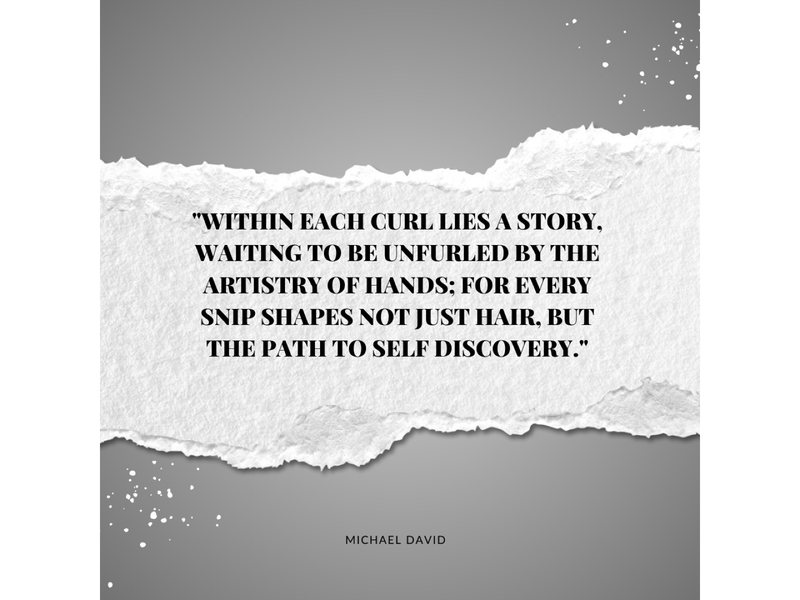 "WITHIN EACH CURL LIES A STORY,
WAITING TO BE UNFURLED BY THE
ARTISTRY OF HANDS; FOR EVERY
SNIP SHAPES NOT JUST HAIR, BUT
THE PATH TO SELF DISCOVERY."
MICHAEL DAVID